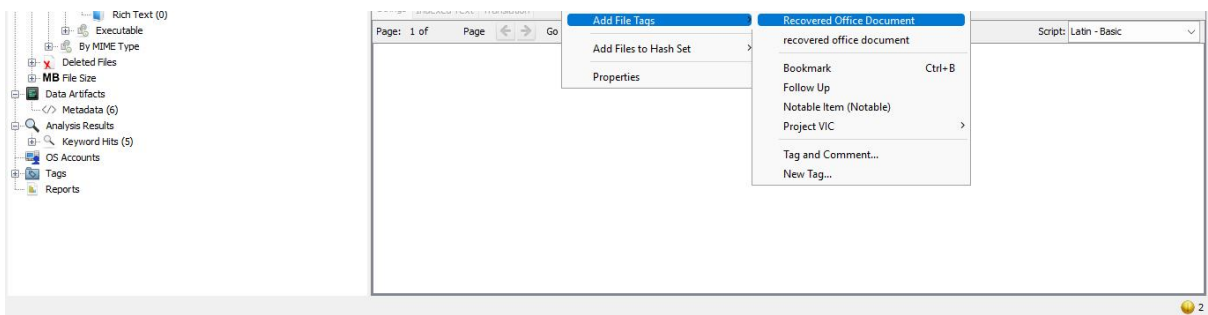 Rich Text (0)
Executable
By MIME Type
Deleted Files
MB File Size
Data Artifacts
Metadata (6)
Analysis Results
Keyword Hits (5)
OS Accounts
Tags
Reports
Page: 1 of Page Go
Script: Latin - Basic
Add File Tags
Add Files to Hash Set
Properties
Recovered Office Document
recovered office document
Bookmark Ctrl+B
Follow Up
Notable Item (Notable)
Project VIC
Tag and Comment...
New Tag...
2